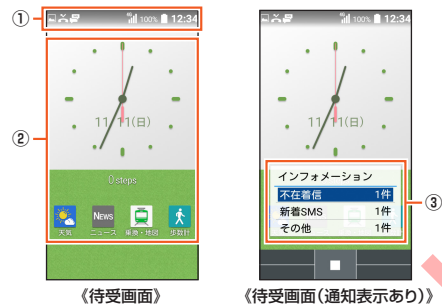 ①
100% 12:34
②
11/11(日)
0 steps
News
天気 ニュース 乗換・地図 歩数計
《待受画面》
100% 12:34
11/11(日)
インフォメーション
不在着信 1件
新着SMS 1件
その他 1件
③
《待受画面(通知表示あり)》